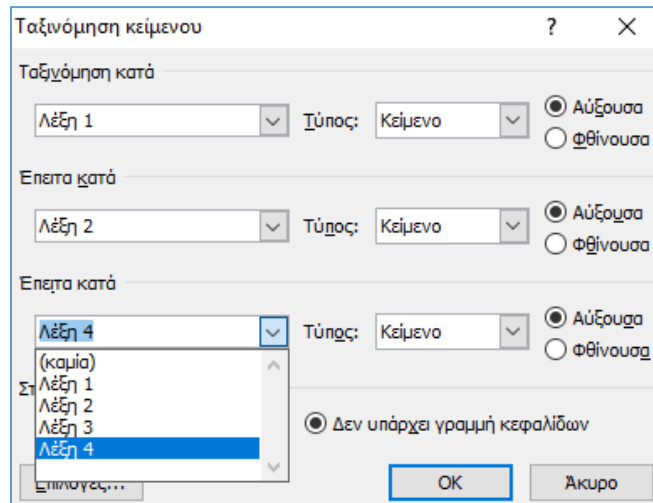 Ταξινόμηση κειμένου ?
Ταξινόμηση κατά
Λέξη 1 Τύπος: Κείμενο Αύξουσα
Φθίνουσα
Έπειτα κατά
Λέξη 2 Τύπος: Κείμενο Αύξουσα
Φθίνουσα
Έπειτα κατά
Λέξη 4 Τύπος: Κείμενο Αύξουσα
Φθίνουσα
(καμία)
Λέξη 1
Λέξη 2
Λέξη 3
Λέξη 4
Δεν υπάρχει γραμμή κεφαλίδων
Επιλογές... OK Άκυρο